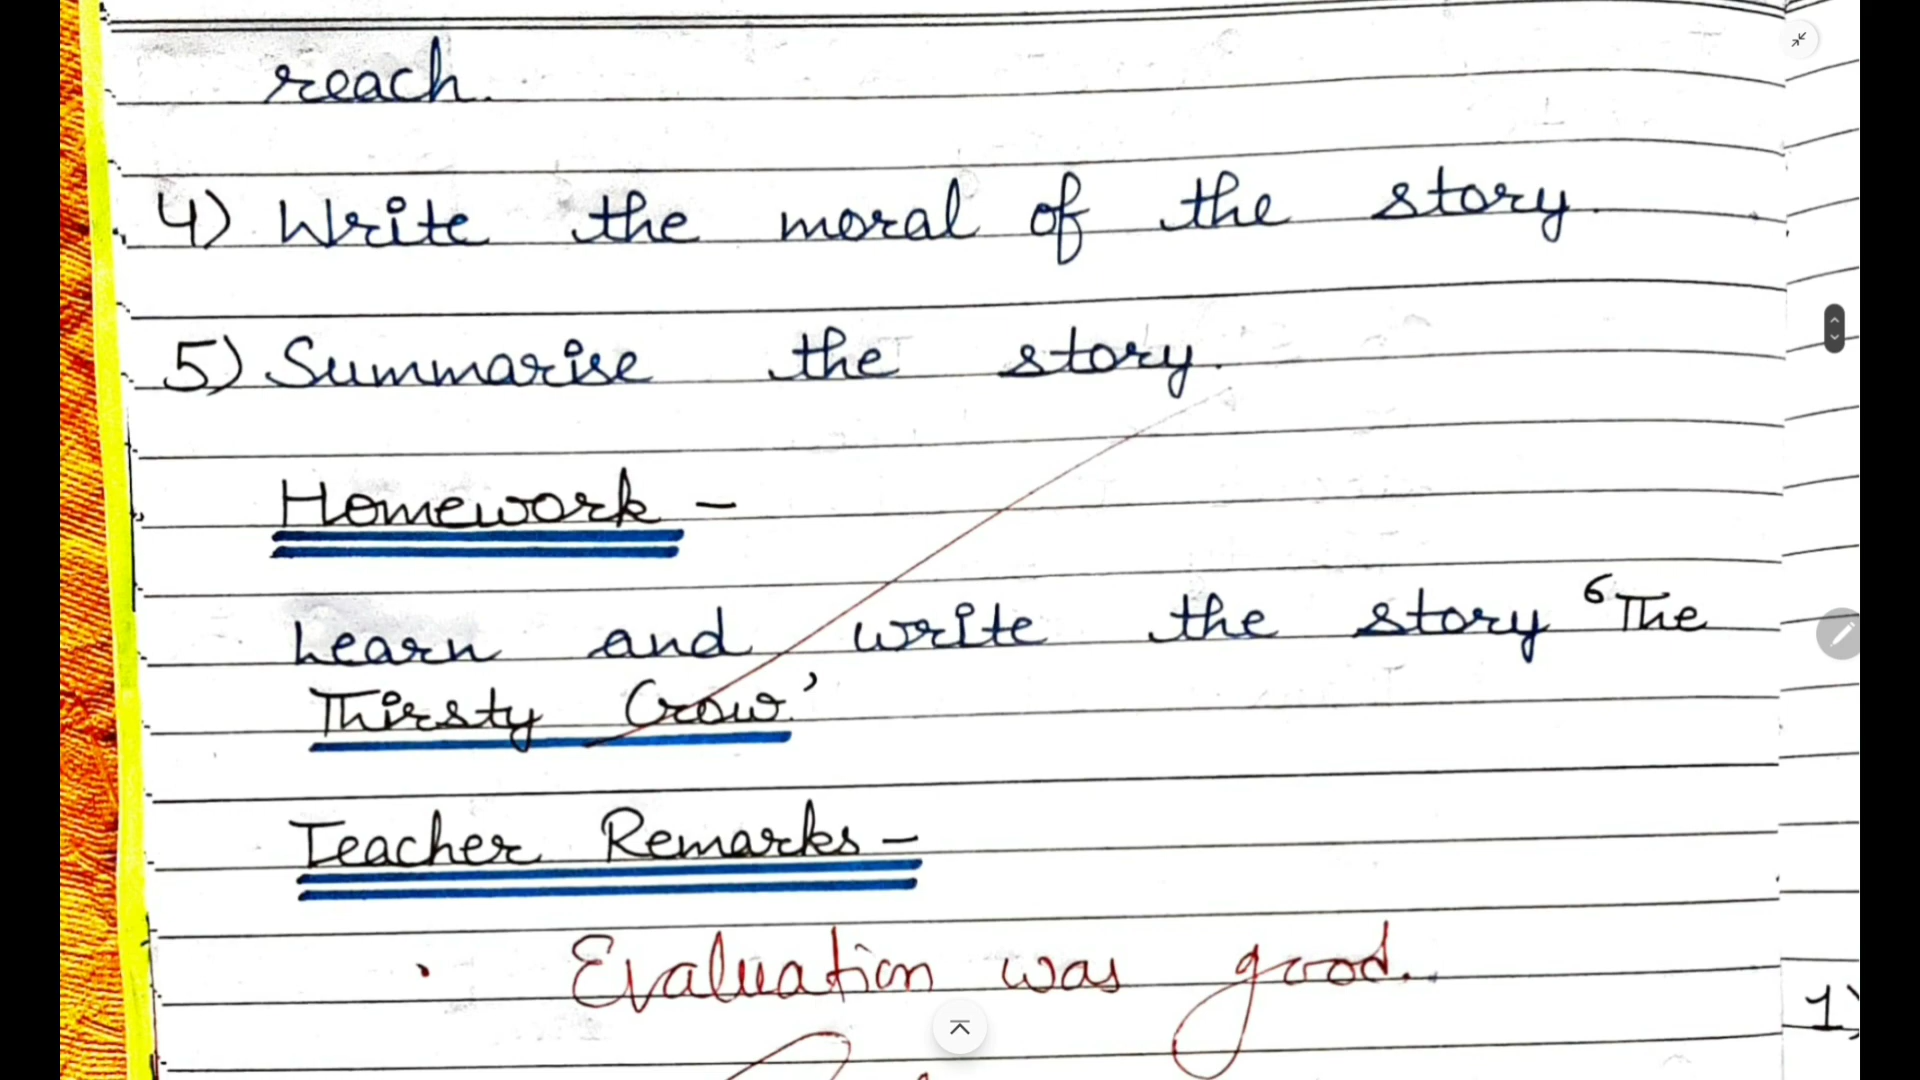 reach.
4) Write the moral of the story.
5) Summarise the story.
Homework -
Learn and write the story 'The
Thirsty Crow.'
Teacher Remarks -
. Evaluation was good.
1)